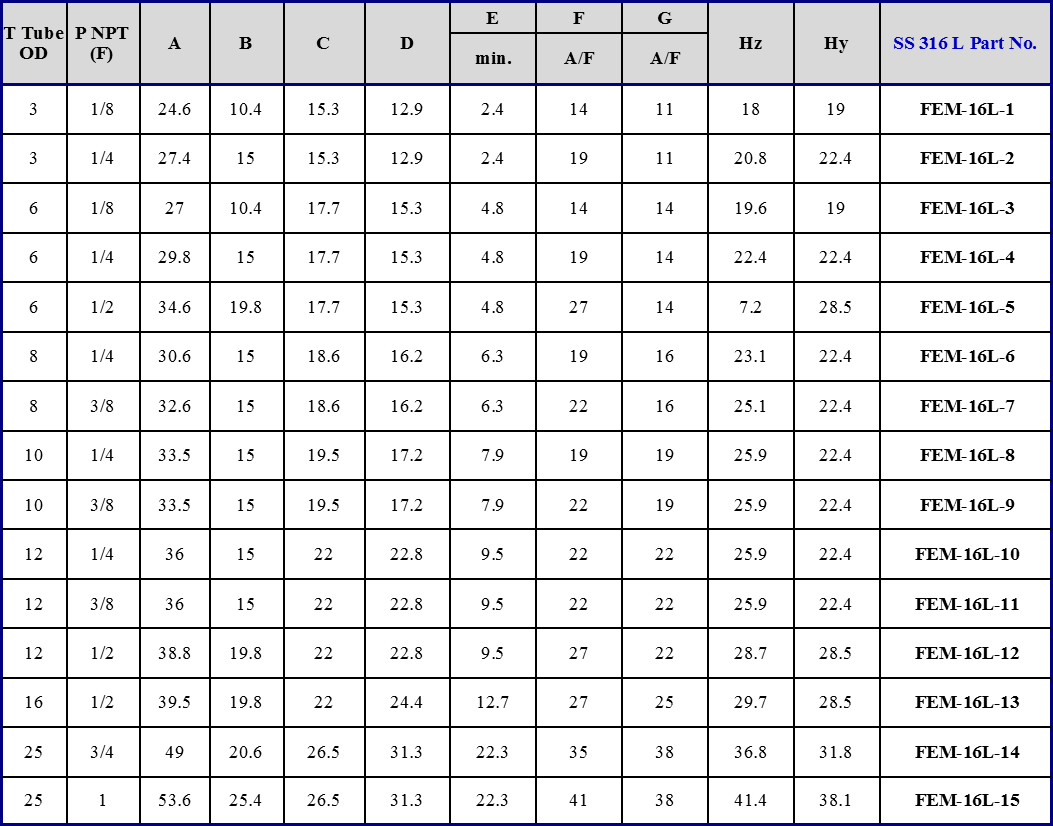 T Tube OD P NPT (F) A B C D E min. F A/F G A/F Hz Hy SS 316 L Part No.
3 1/8 24.6 10.4 15.3 12.9 2.4 14 11 18 19 FEM-16L-1
3 1/4 27.4 15 15.3 12.9 2.4 19 11 20.8 22.4 FEM-16L-2
6 1/8 27 10.4 17.7 15.3 4.8 14 14 19.6 19 FEM-16L-3
6 1/4 29.8 15 17.7 15.3 4.8 19 14 22.4 22.4 FEM-16L-4
6 1/2 34.6 19.8 17.7 15.3 4.8 27 14 7.2 28.5 FEM-16L-5
8 1/4 30.6 15 18.6 16.2 6.3 19 16 23.1 22.4 FEM-16L-6
8 3/8 32.6 15 18.6 16.2 6.3 22 16 25.1 22.4 FEM-16L-7
10 1/4 33.5 15 19.5 17.2 7.9 19 19 25.9 22.4 FEM-16L-8
10 3/8 33.5 15 19.5 17.2 7.9 22 19 25.9 22.4 FEM-16L-9
12 1/4 36 15 22 22.8 9.5 22 22 25.9 22.4 FEM-16L-10
12 3/8 36 15 22 22.8 9.5 22 22 25.9 22.4 FEM-16L-11
12 1/2 38.8 19.8 22 22.8 9.5 27 22 28.7 28.5 FEM-16L-12
16 1/2 39.5 19.8 22 24.4 12.7 27 25 29.7 28.5 FEM-16L-13
25 3/4 49 20.6 26.5 31.3 22.3 35 38 36.8 31.8 FEM-16L-14
25 1 53.6 25.4 26.5 31.3 22.3 41 38 41.4 38.1 FEM-16L-15